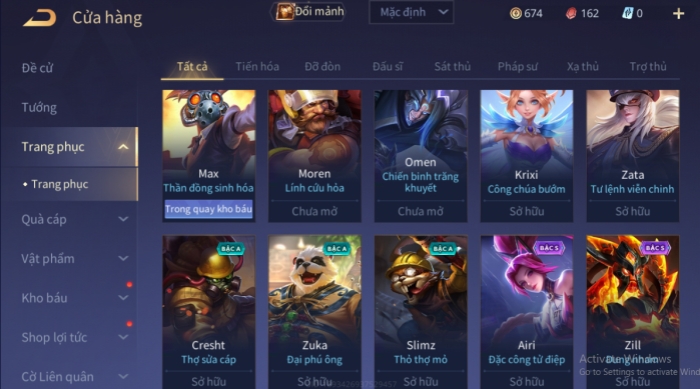 Cửa hàng
Đổi mảnh
Mặc định
674
162
0
Đề cử
Tướng
Trang phục
• Trang phục
Quà cáp
Vật phẩm
Kho báu
Shop lợi tức
Cờ Liên quân
Tất cả
Tiến hóa
Đỡ đòn
Đấu sĩ
Sát thủ
Pháp sư
Xạ thủ
Trợ thủ
Max
Thần đồng sinh hóa
Trong quay kho báu
Moren
Lính cứu hỏa
Chưa mở
Omen
Chiến binh trăng
khuyết
Chưa mở
Krixi
Công chúa bướm
Sở hữu
Zata
Tư lệnh viễn chinh
Sở hữu
BẬC A
Cresht
Thợ sửa cáp
Sở hữu
BẬC A
Zuka
Đại phú ông
Sở hữu
BẬC A
Slimz
Thỏ thợ mỏ
Sở hữu
BẬC S
Airi
Đặc công tử điệp
Sở hữu
BẬC S
Zill
Dung nham
Sở hữu
Activate Windows
Go to Settings to activate Wind